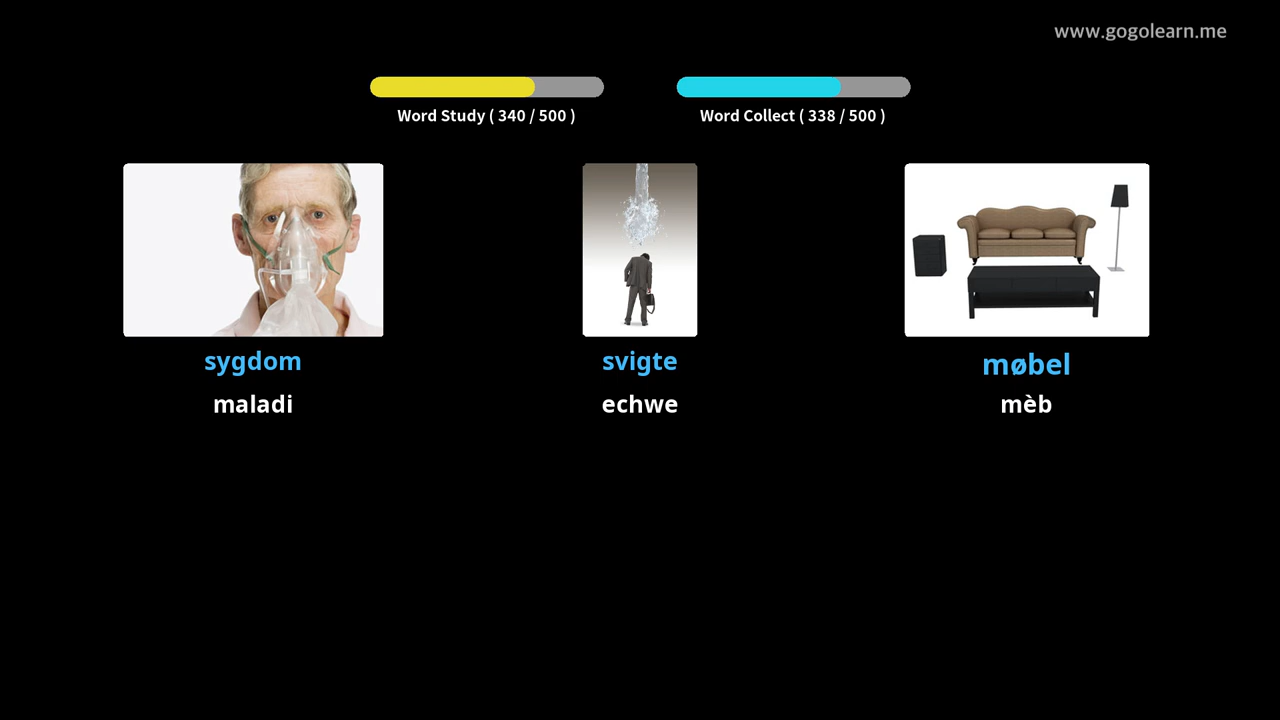 www.gogolearn.me
Word Study ( 340 / 500 )
Word Collect ( 338 / 500 )
sygdom
maladi
svigte
echwe
møbel
mèb